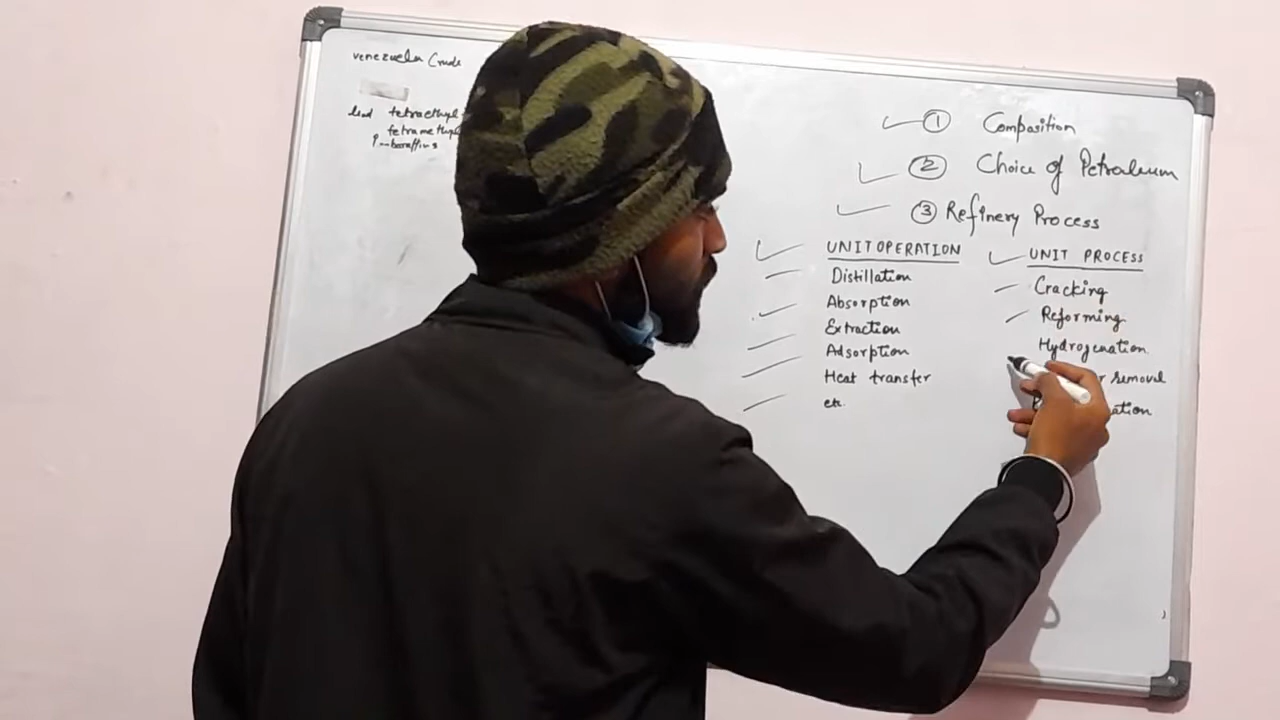 venezuela Crude
lead tetraethyl
tetramethyl
① Composition
② Choice of Petroleum
③ Refinery Process
UNIT OPERATION
Distillation
Absorption
Extraction
Adsorption
Heat transfer
etc.
UNIT PROCESS
Cracking
Reforming
Hydrogenation
r removal
ation